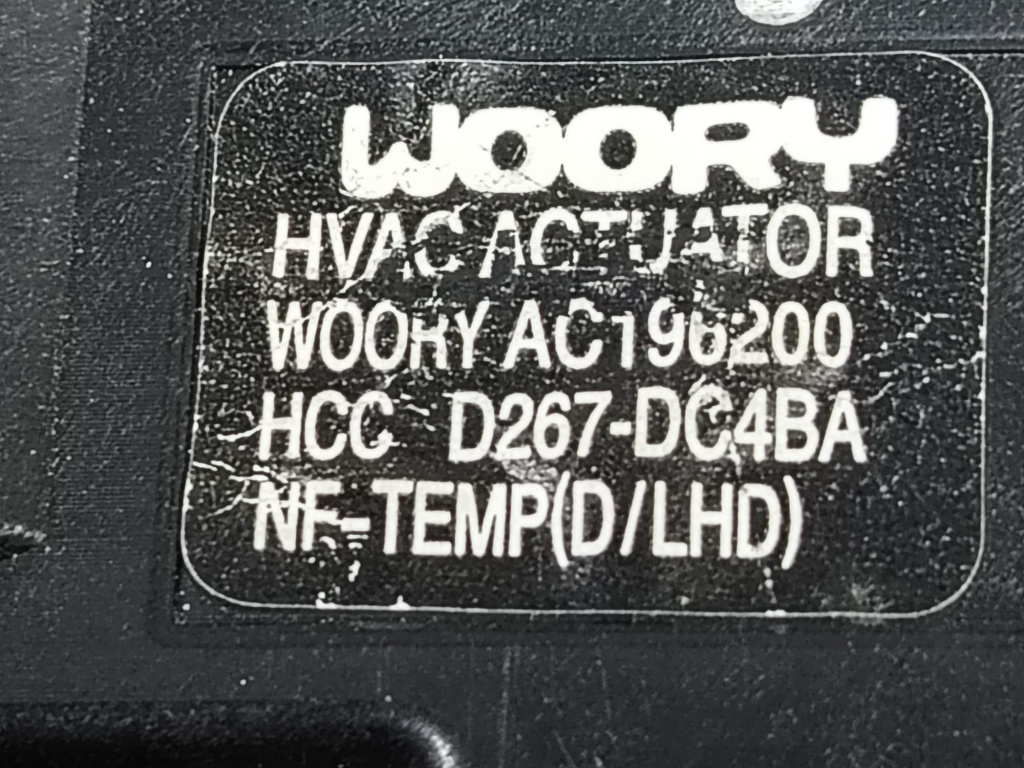 WOORY
HVAC ACTUATOR
WOORY AC196200
HCC D267-DC4BA
NF-TEMP(D/LHD)